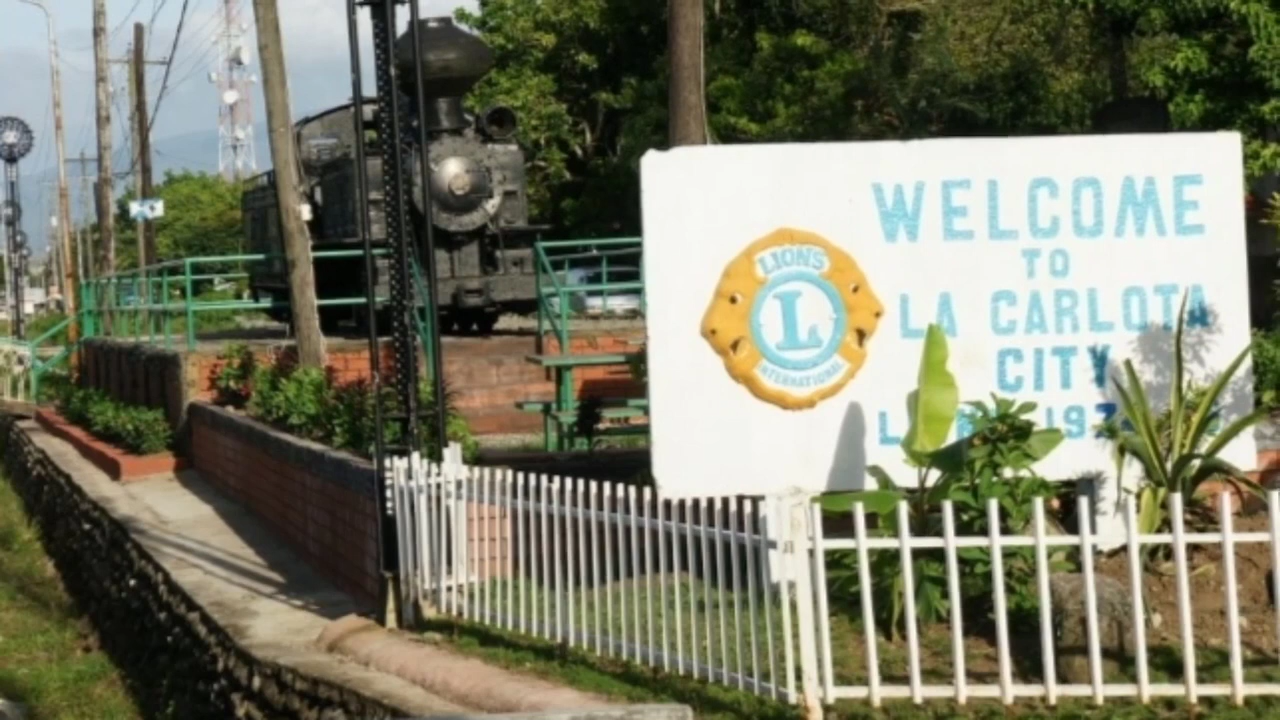 LIONS
L
INTERNATIONAL
WELCOME
TO
LA CARLOTA
CITY